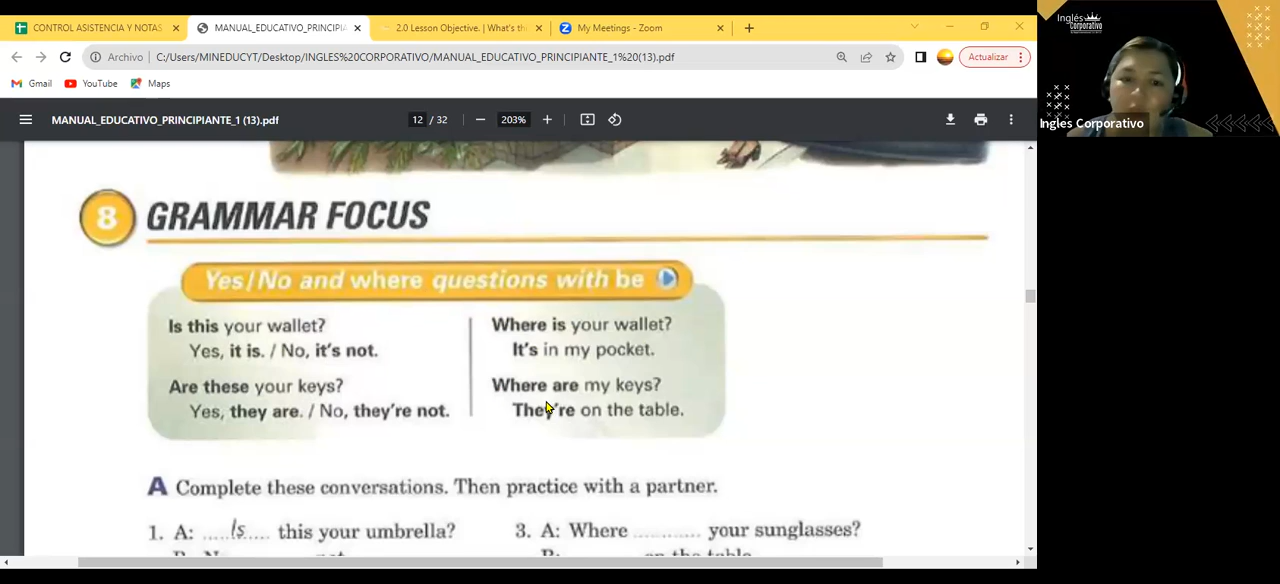 CONTROL ASISTENCIA Y NOTAS
MANUAL_EDUCATIVO_PRINCIPI
2.0 Lesson Objective. | What's th
My Meetings - Zoom
Archivo
C:/Users/MINEDUCYT/Desktop/INGLES%20CORPORATIVO/MANUAL_EDUCATIVO_PRINCIPIANTE_1%20(13).pdf
Actualizar
Gmail
YouTube
Maps
MANUAL_EDUCATIVO_PRINCIPIANTE_1 (13).pdf
12 / 32
203%
Inglés
Corporativo
Ingles Corporativo
8 GRAMMAR FOCUS
Yes/No and where questions with be
Is this your wallet?
Yes, it is. / No, it's not.
Are these your keys?
Yes, they are. / No, they're not.
Where is your wallet?
It's in my pocket.
Where are my keys?
They're on the table.
A Complete these conversations. Then practice with a partner.
1. A: .....Is..... this your umbrella?
3. A: Where ............ your sunglasses?